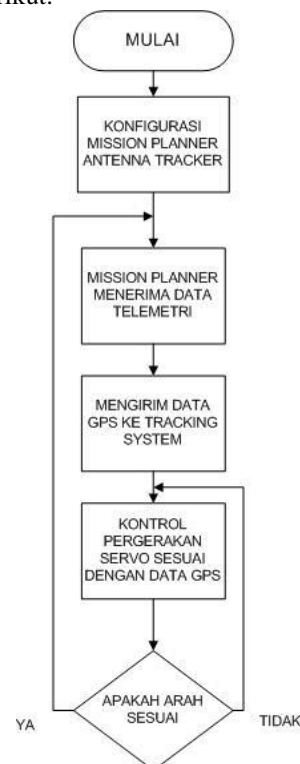 rikut:
MULAI
KONFIGURASI
MISSION PLANNER
ANTENNA TRACKER
MISSION PLANNER
MENERIMA DATA
TELEMETRI
MENGIRIM DATA
GPS KE TRACKING
SYSTEM
KONTROL
PERGERAKAN
SERVO SESUAI
DENGAN DATA GPS
APAKAH ARAH
SESUAI
YA
TIDAK